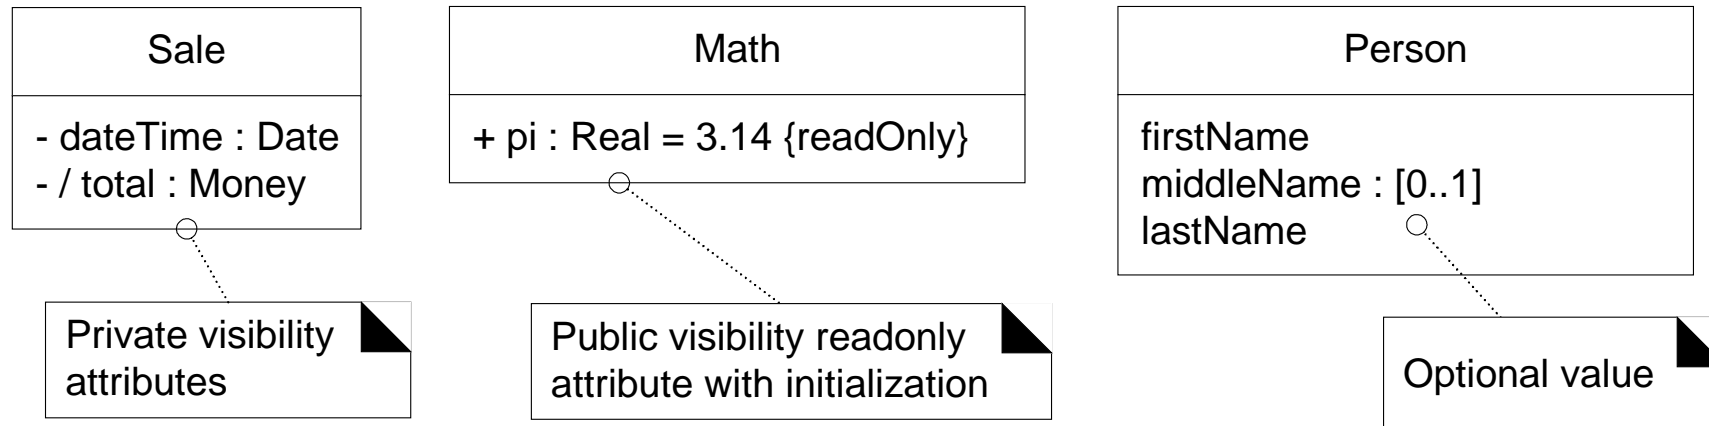 Sale
- dateTime : Date
- / total : Money
Private visibility
attributes
Math
+ pi : Real = 3.14 {readOnly}
Public visibility readonly
attribute with initialization
Person
firstName
middleName : [0..1]
lastName
Optional value